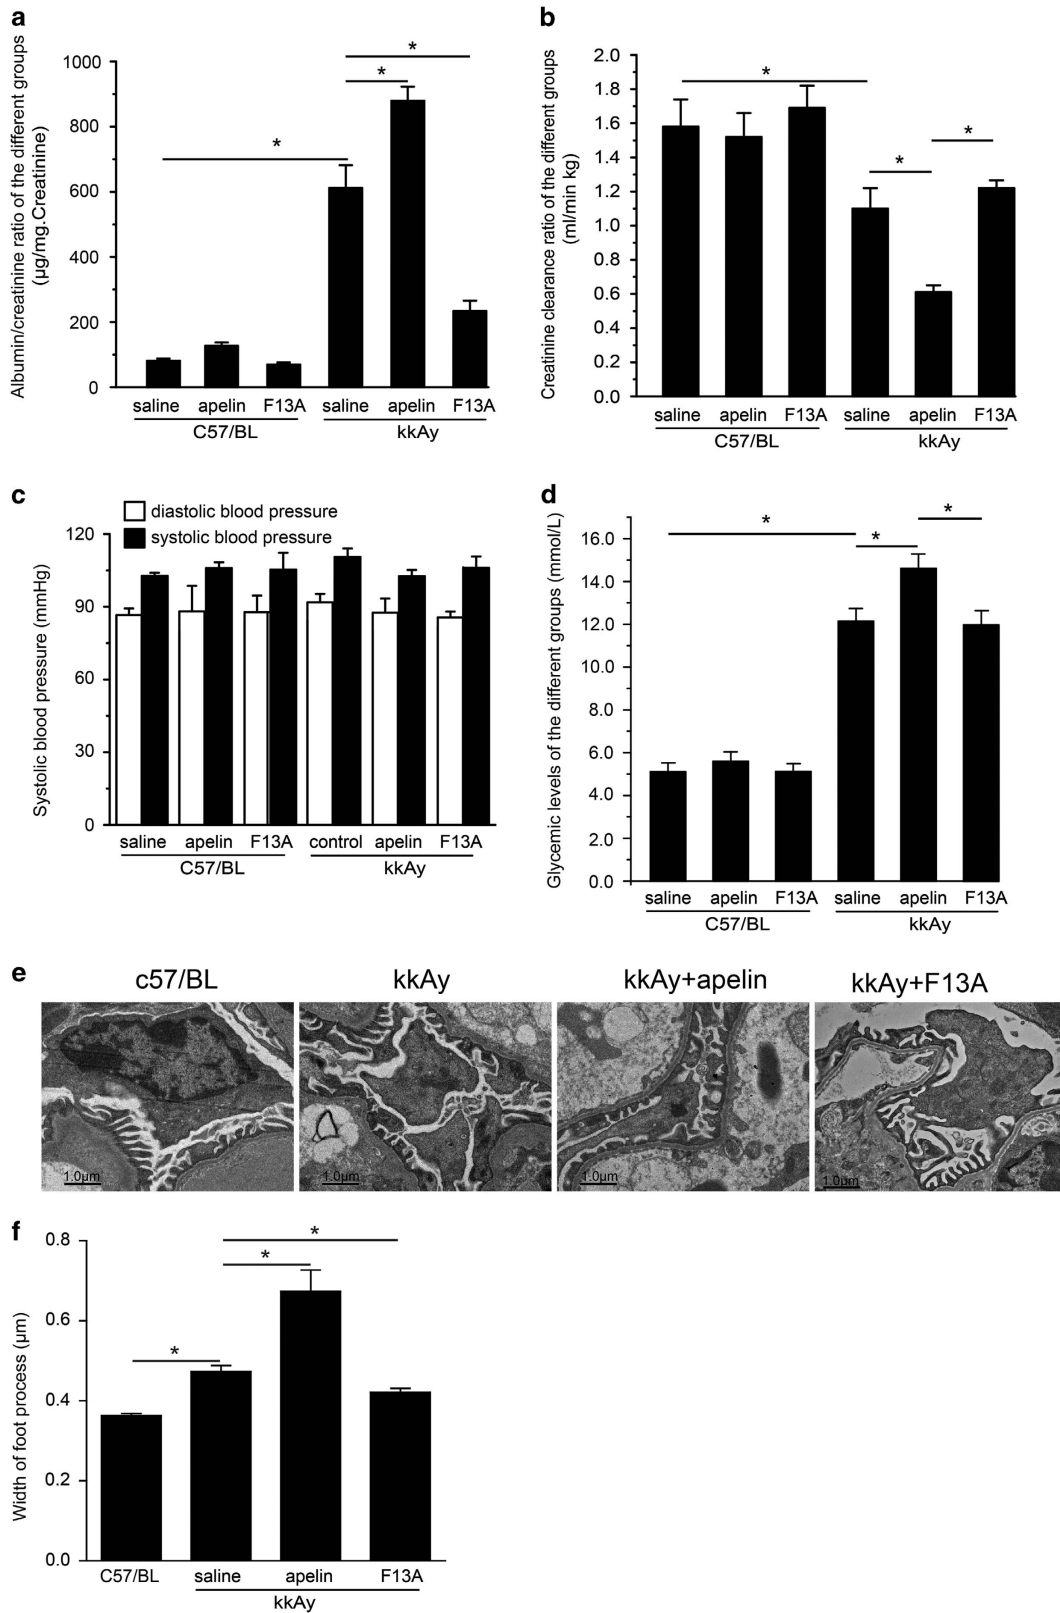 a
Albumin/creatinine ratio of the different groups
(µg/mg.Creatinine)
1000
800
600
400
200
0
*
*
*
saline apelin F13A saline apelin F13A
C57/BL kkAy
b
Creatinine clearance ratio of the different groups
(ml/min kg)
2.0
1.8
1.6
1.4
1.2
1.0
0.8
0.6
0.4
0.2
0.0
*
*
*
saline apelin F13A saline apelin F13A
C57/BL kkAy
c
diastolic blood pressure
systolic blood pressure
Systolic blood pressure (mmHg)
120
90
60
30
0
saline apelin F13A control apelin F13A
C57/BL kkAy
d
Glycemic levels of the different groups (mmol/L)
16.0
14.0
12.0
10.0
8.0
6.0
4.0
2.0
0.0
*
*
*
saline apelin F13A saline apelin F13A
C57/BL kkAy
e
c57/BL kkAy kkAy+apelin kkAy+F13A
1.0µm 1.0µm 1.0µm 1.0µm
f
Width of foot process (µm)
0.8
0.6
0.4
0.2
0.0
*
*
*
C57/BL saline apelin F13A
kkAy